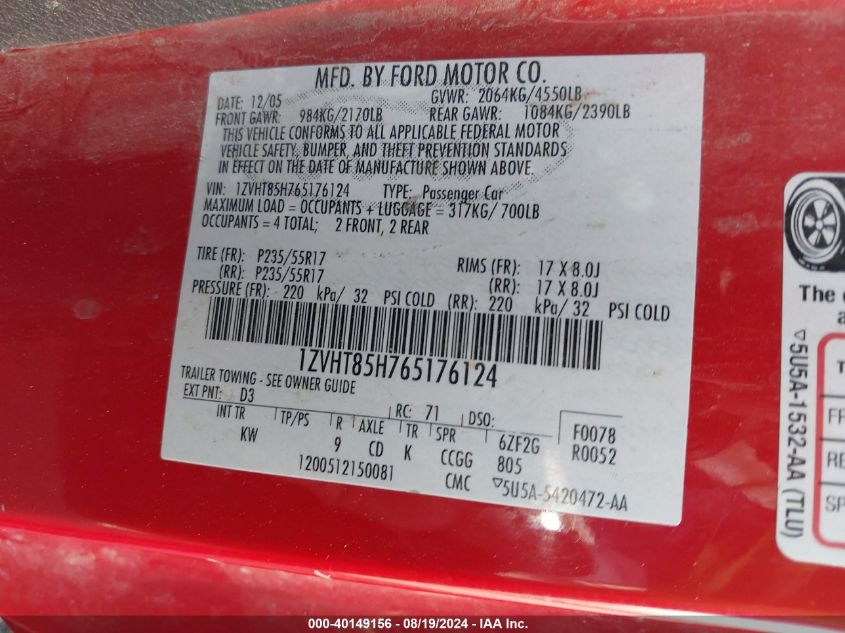 MFD. BY FORD MOTOR CO.
DATE: 12/05 GVWR: 2064KG/4550LB
FRONT GAWR: 984KG/2170LB REAR GAWR: 1084KG/2390LB
THIS VEHICLE CONFORMS TO ALL APPLICABLE FEDERAL MOTOR
VEHICLE SAFETY, BUMPER, AND THEFT PREVENTION STANDARDS
IN EFFECT ON THE DATE OF MANUFACTURE SHOWN ABOVE.
VIN: 1ZVHT85H765176124 TYPE: Passenger Car
MAXIMUM LOAD = OCCUPANTS + LUGGAGE = 317KG/700LB
OCCUPANTS = 4 TOTAL; 2 FRONT, 2 REAR
TIRE (FR): P235/55R17 RIMS (FR): 17 X 8.0J
(RR): P235/55R17 (RR): 17 X 8.0J
PRESSURE (FR): 220 kPa/ 32 PSI COLD (RR): 220 kPa/ 32 PSI COLD
1ZVHT85H765176124
TRAILER TOWING - SEE OWNER GUIDE
EXT PNT: D3 RC: 71 DSO:
INT TR TP/PS R AXLE TR SPR 6ZF2G F0078
KW 9 CD K CCGG 805 R0052
1200512150081 CMC ▽5U5A-5420472-AA
The
a
T
FR
RE
SP
▽5U5A-1532-AA (TLU)
000-40149156 - 08/19/2024 - IAA Inc.